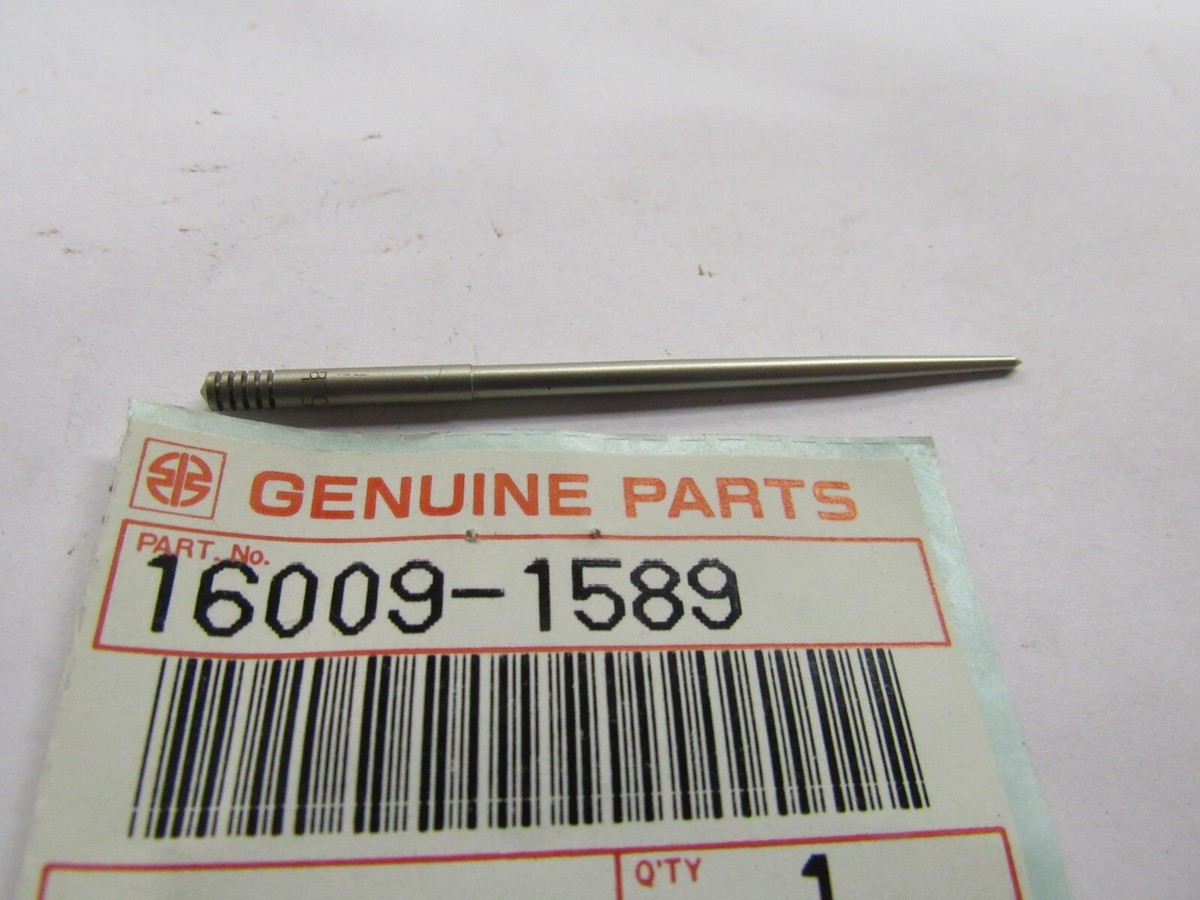 GENUINE PARTS
PART. No.
16009-1589
Q'TY
1